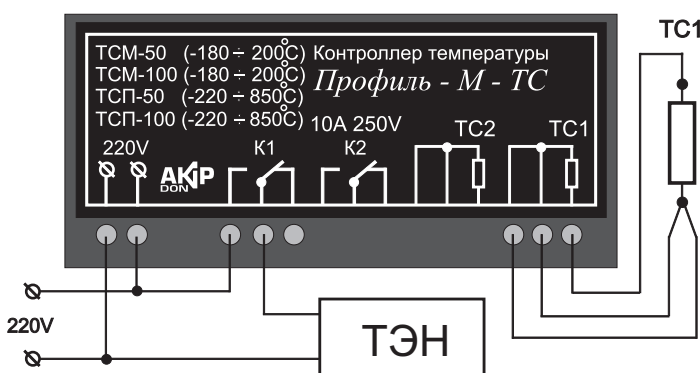 ТС1
ТСМ-50 (-180 ÷ 200°С) Контроллер температуры
ТСМ-100 (-180 ÷ 200°С) Профиль - М - ТС
ТСП-50 (-220 ÷ 850°С)
ТСП-100 (-220 ÷ 850°С) 10А 250V
220V К1 К2 ТС2 ТС1
AKIP
DON
220V
ТЭН